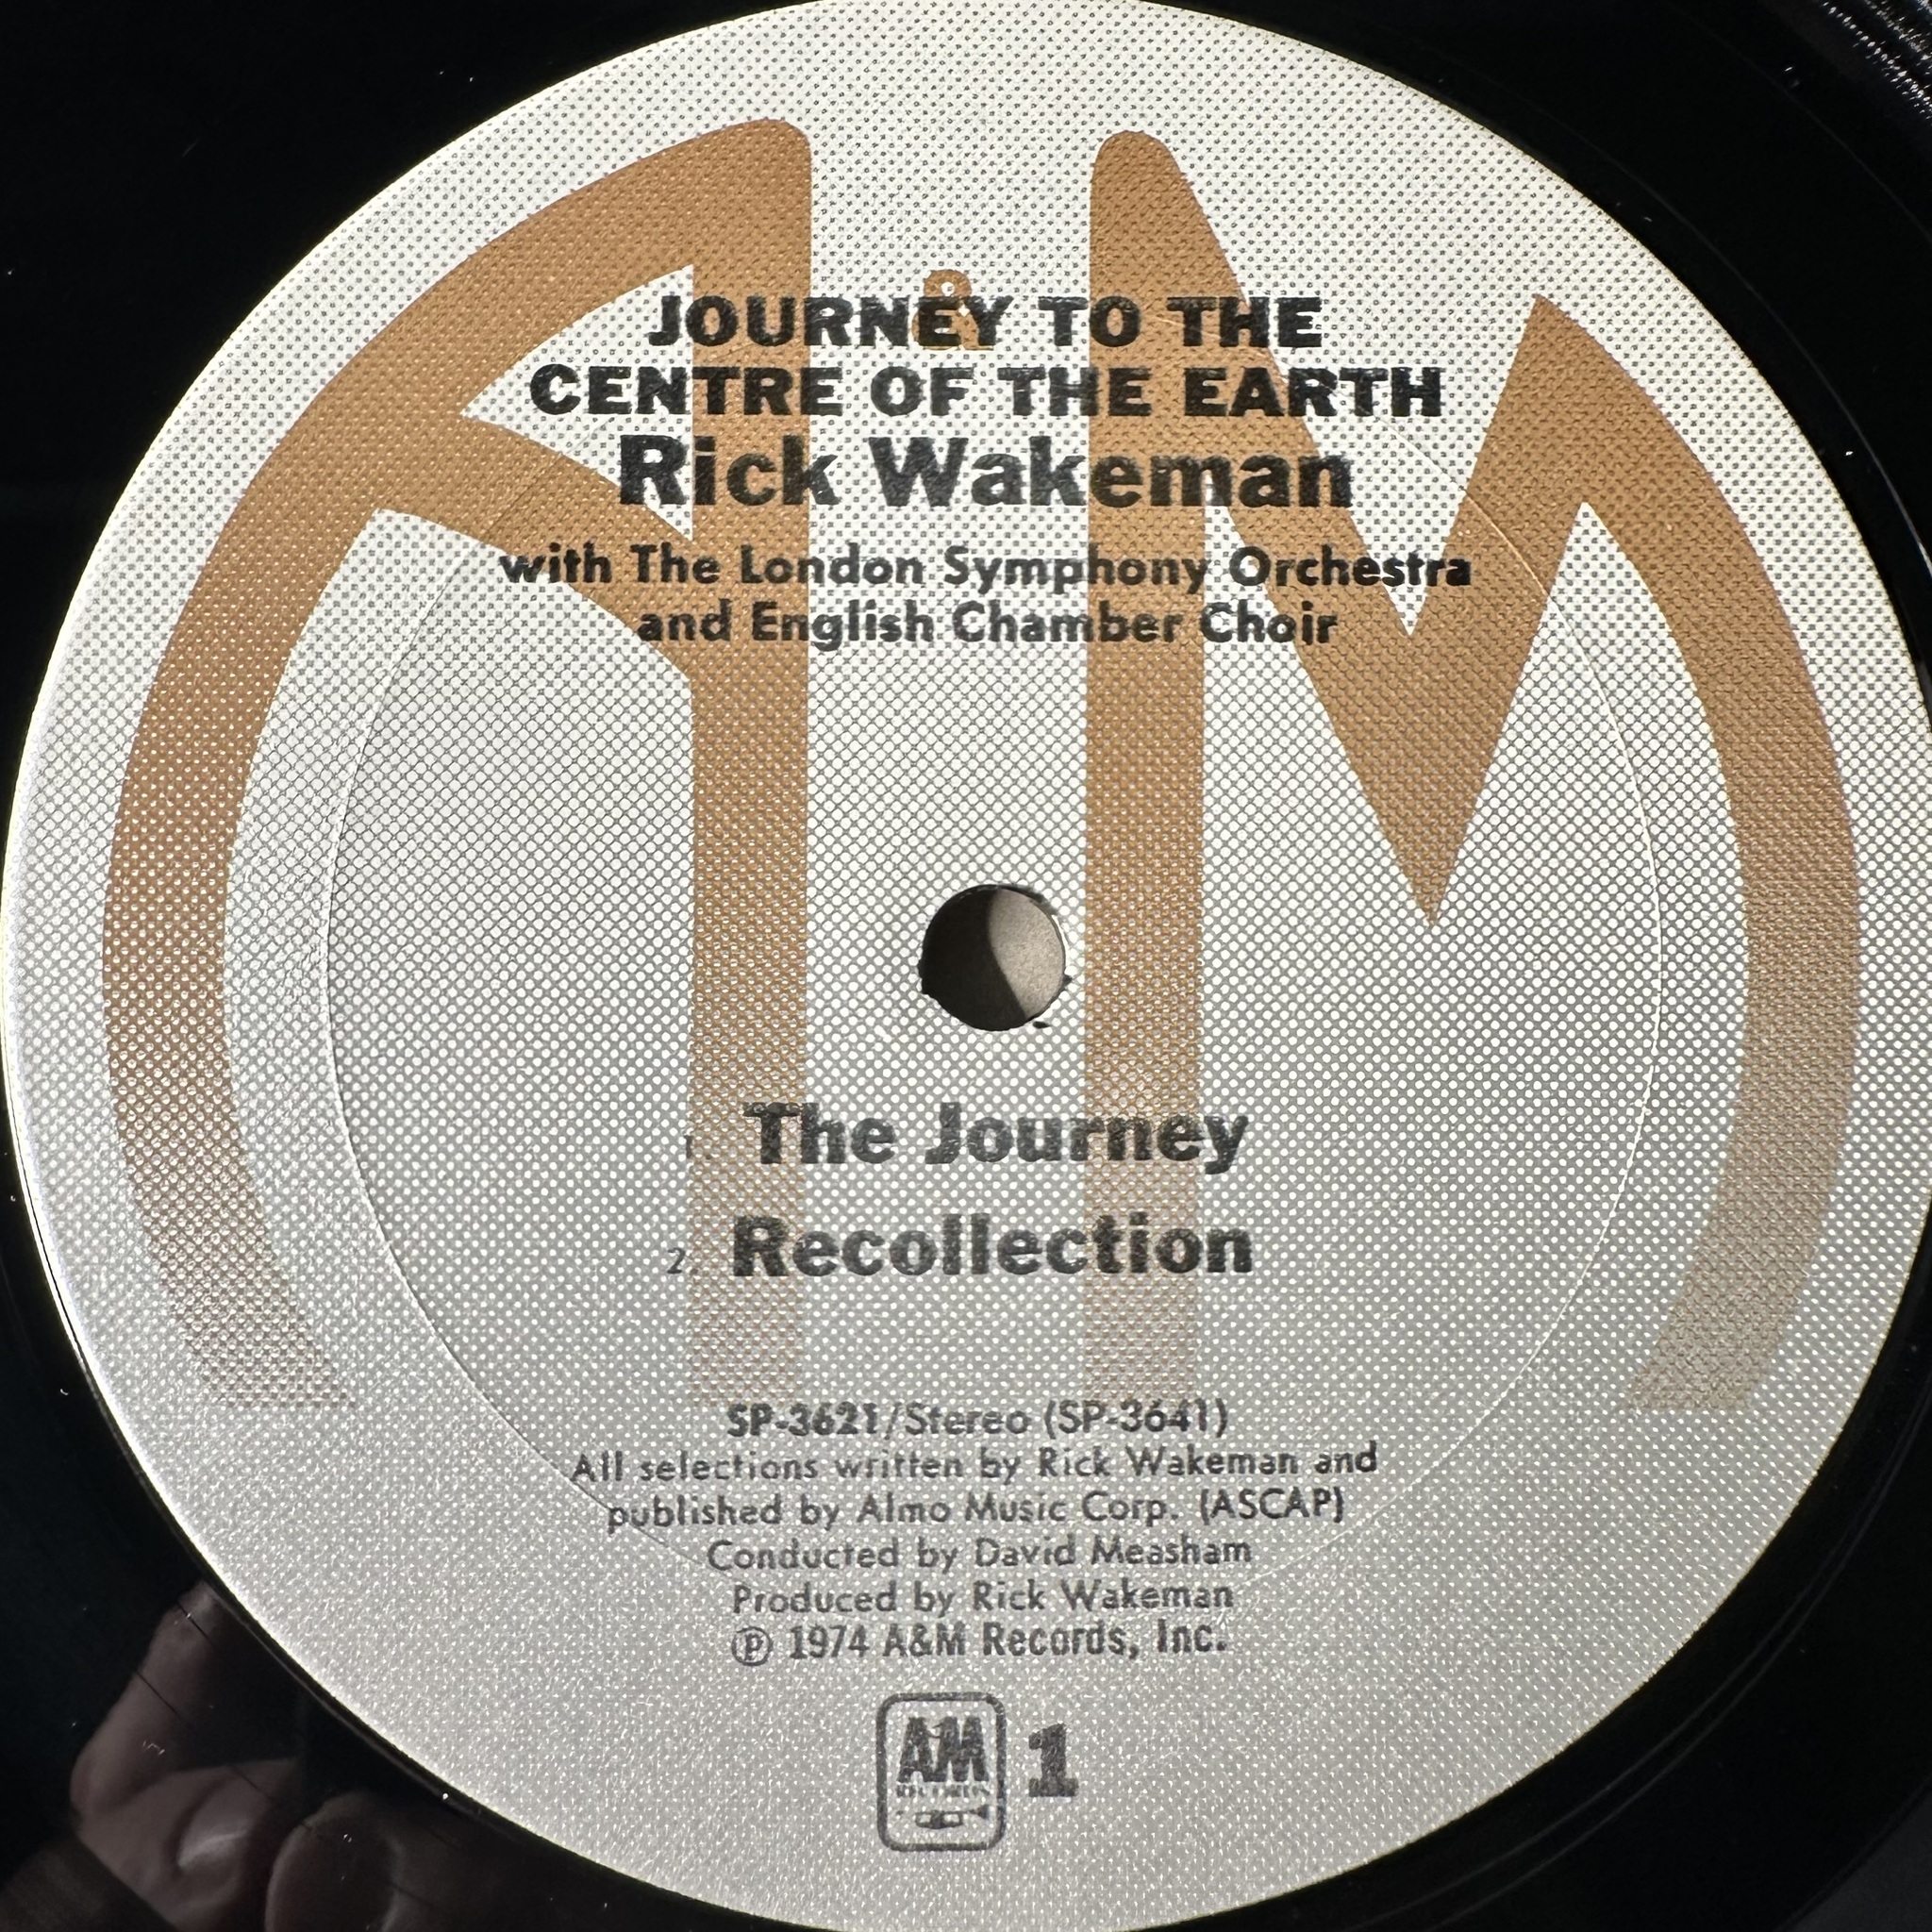 &
JOURNEY TO THE
CENTRE OF THE EARTH
Rick Wakeman
with The London Symphony Orchestra
and English Chamber Choir
1. The Journey
2. Recollection
SP-3621/Stereo (SP-3641)
All selections written by Rick Wakeman and
published by Almo Music Corp. (ASCAP)
Conducted by David Measham
Produced by Rick Wakeman
℗ 1974 A&M Records, Inc.
A&M 1
RECORDS